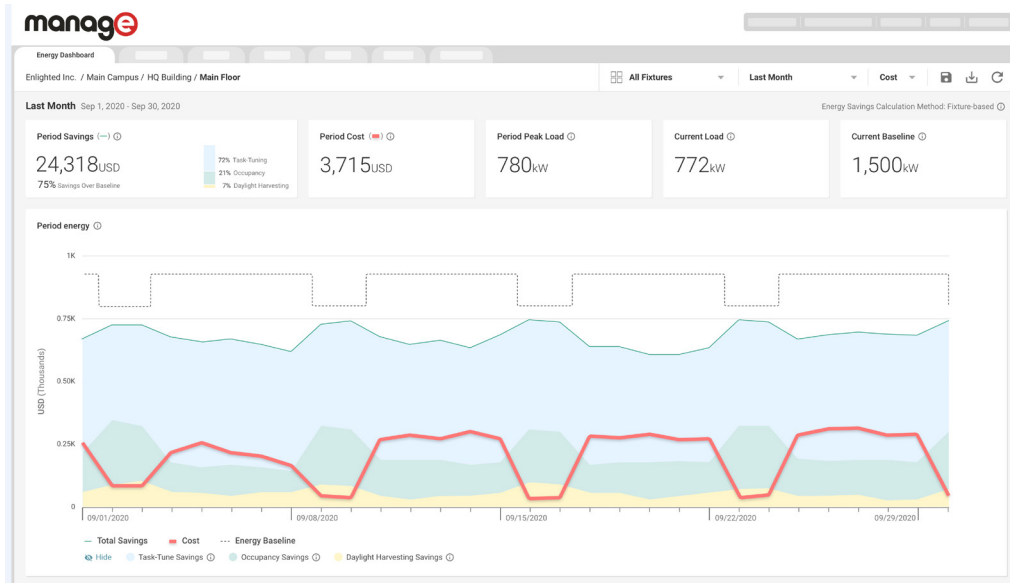 manage
Energy Dashboard
Enlighted Inc. / Main Campus / HQ Building / Main Floor
All Fixtures
Last Month
Cost
Last Month Sep 1, 2020 - Sep 30, 2020
Energy Savings Calculation Method: Fixture-based
Period Savings (—)
24,318USD
75% Savings Over Baseline
72% Task-Tuning
21% Occupancy
7% Daylight Harvesting
Period Cost
3,715USD
Period Peak Load
780kW
Current Load
772kW
Current Baseline
1,500kW
Period energy
USD (Thousands)
1K
0.75K
0.50K
0.25K
0
09/01/2020
09/08/2020
09/15/2020
09/22/2020
09/29/2020
Total Savings
Cost
Energy Baseline
Hide
Task-Tune Savings
Occupancy Savings
Daylight Harvesting Savings